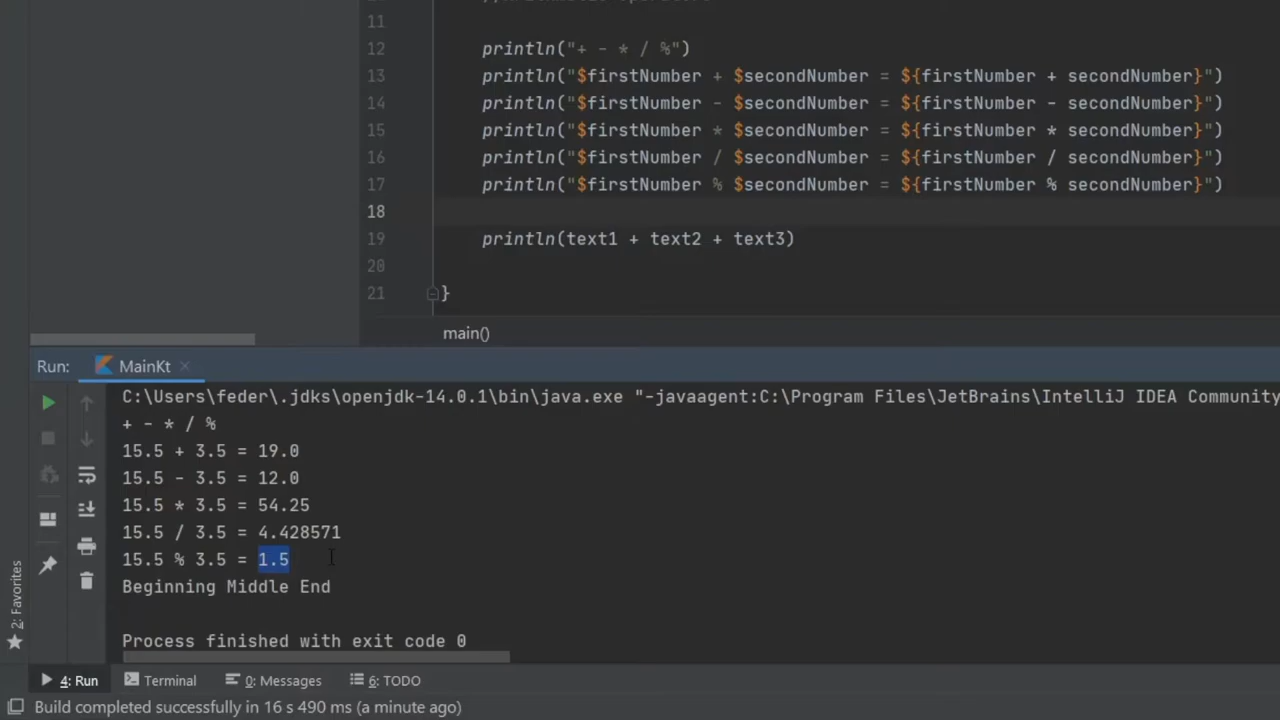 11
12 println("+ - * / %")
13 println("$firstNumber + $secondNumber = ${firstNumber + secondNumber}")
14 println("$firstNumber - $secondNumber = ${firstNumber - secondNumber}")
15 println("$firstNumber * $secondNumber = ${firstNumber * secondNumber}")
16 println("$firstNumber / $secondNumber = ${firstNumber / secondNumber}")
17 println("$firstNumber % $secondNumber = ${firstNumber % secondNumber}")
18
19 println(text1 + text2 + text3)
20
21 }
main()
Run: MainKt
C:\Users\feder\.jdks\openjdk-14.0.1\bin\java.exe "-javaagent:C:\Program Files\JetBrains\IntelliJ IDEA Community
+ - * / %
15.5 + 3.5 = 19.0
15.5 - 3.5 = 12.0
15.5 * 3.5 = 54.25
15.5 / 3.5 = 4.428571
15.5 % 3.5 = 1.5
Beginning Middle End
Process finished with exit code 0
2: Favorites
4: Run Terminal 0: Messages 6: TODO
Build completed successfully in 16 s 490 ms (a minute ago)